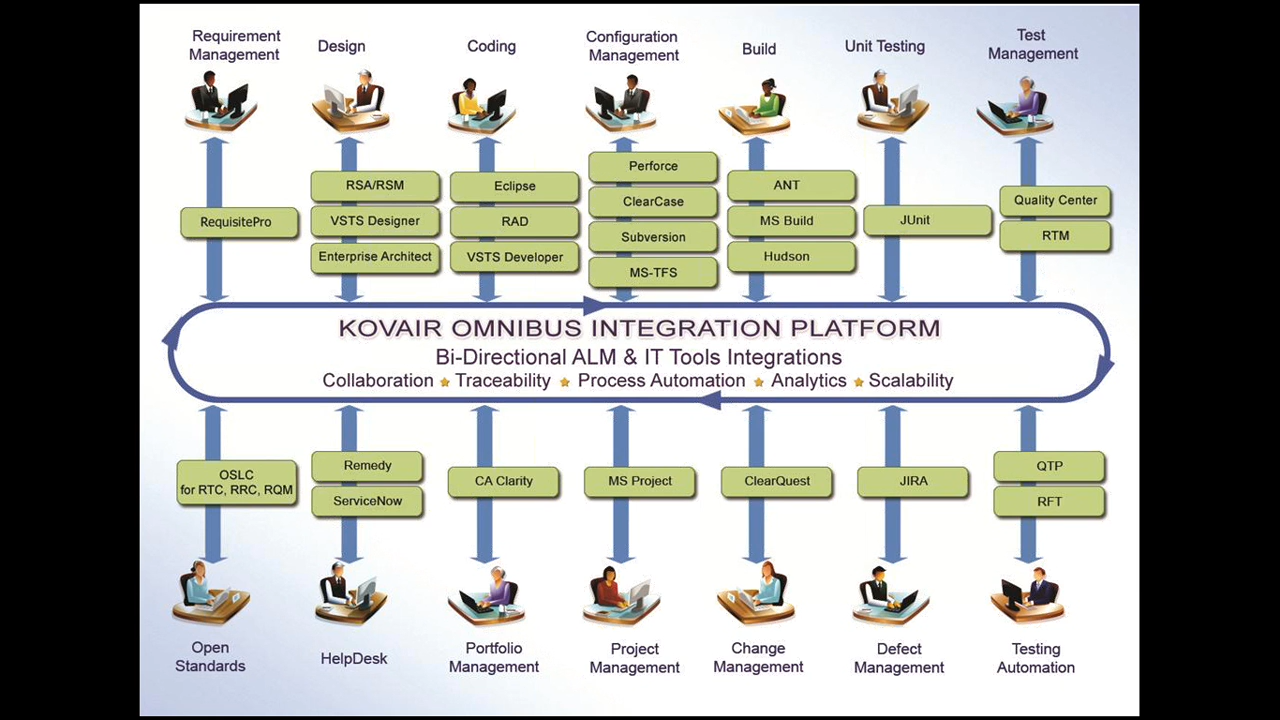 Requirement
Management
Design
Coding
Configuration
Management
Build
Unit Testing
Test
Management
RequisitePro
RSA/RSM
VSTS Designer
Enterprise Architect
Eclipse
RAD
VSTS Developer
Perforce
ClearCase
Subversion
MS-TFS
ANT
MS Build
Hudson
JUnit
Quality Center
RTM
KOVAIR OMNIBUS INTEGRATION PLATFORM
Bi-Directional ALM & IT Tools Integrations
Collaboration ★ Traceability ★ Process Automation ★ Analytics ★ Scalability
OSLC
for RTC, RRC, RQM
Remedy
ServiceNow
CA Clarity
MS Project
ClearQuest
JIRA
QTP
RFT
Open
Standards
HelpDesk
Portfolio
Management
Project
Management
Change
Management
Defect
Management
Testing
Automation